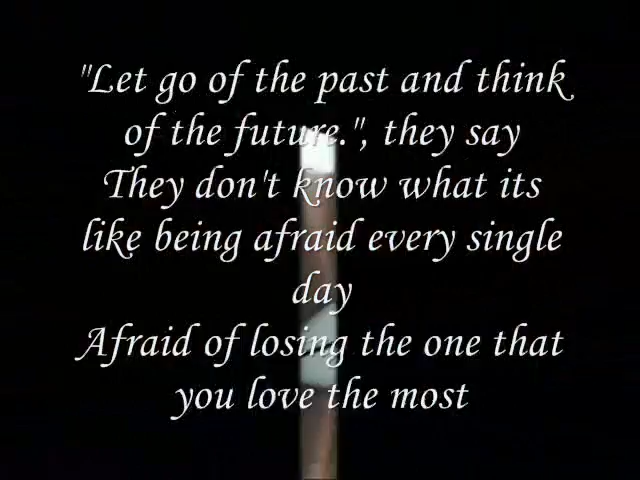 "Let go of the past and think
of the future.", they say
They don't know what its
like being afraid every single
day
Afraid of losing the one that
you love the most